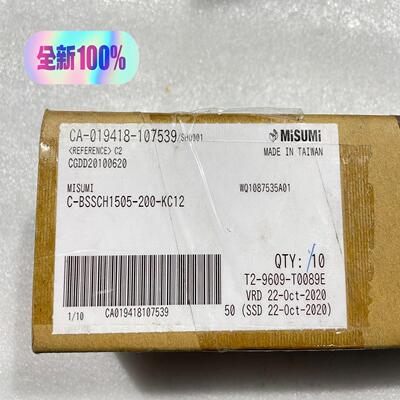 全新100%
CA-019418-107539/SH0901
MiSUMi
<REFERENCE> C2
MADE IN TAIWAN
CGDD20100620
MISUMI
WQ1087535A01
C-BSSCH1505-200-KC12
QTY: 10
T2-9609-T0089E
VRD 22-Oct-2020
1/10
CA019418107539
50 (SSD 22-Oct-2020)